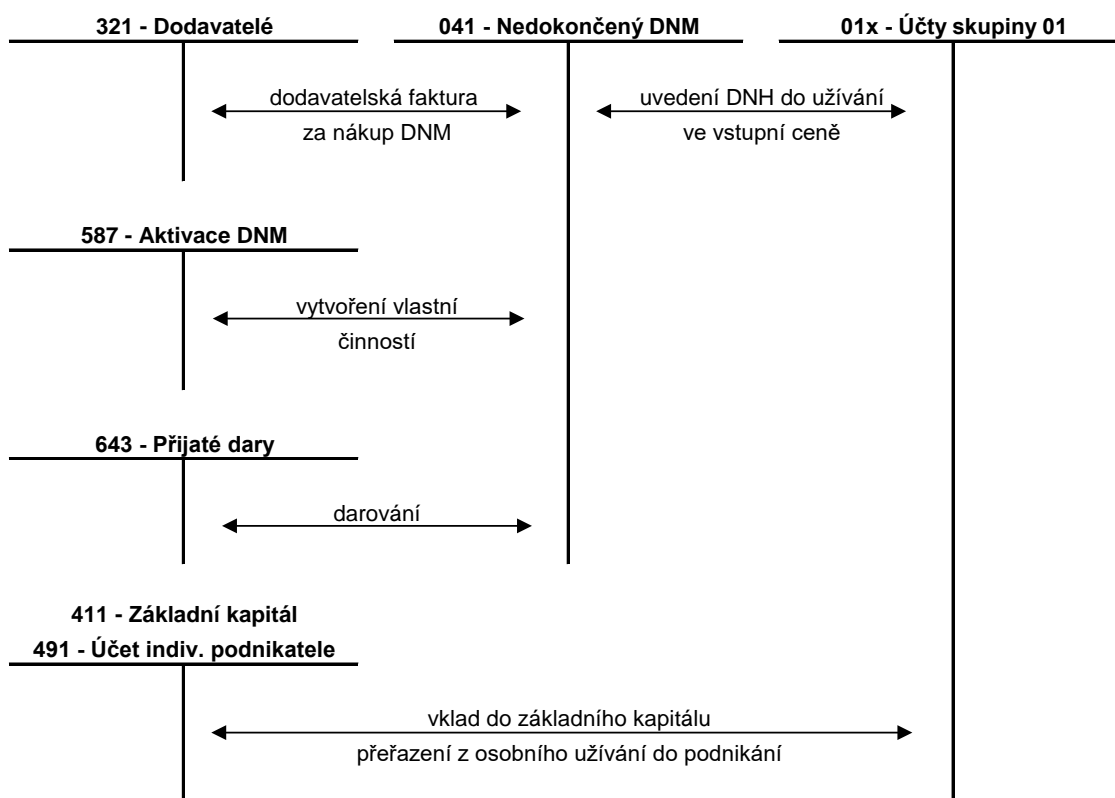 321 - Dodavatelé
041 - Nedokončený DNM
01x - Účty skupiny 01
dodavatelská faktura
za nákup DNM
uvedení DNH do užívání
ve vstupní ceně
587 - Aktivace DNM
vytvoření vlastní
činností
643 - Přijaté dary
darování
411 - Základní kapitál
491 - Účet indiv. podnikatele
vklad do základního kapitálu
přeřazení z osobního užívání do podnikání